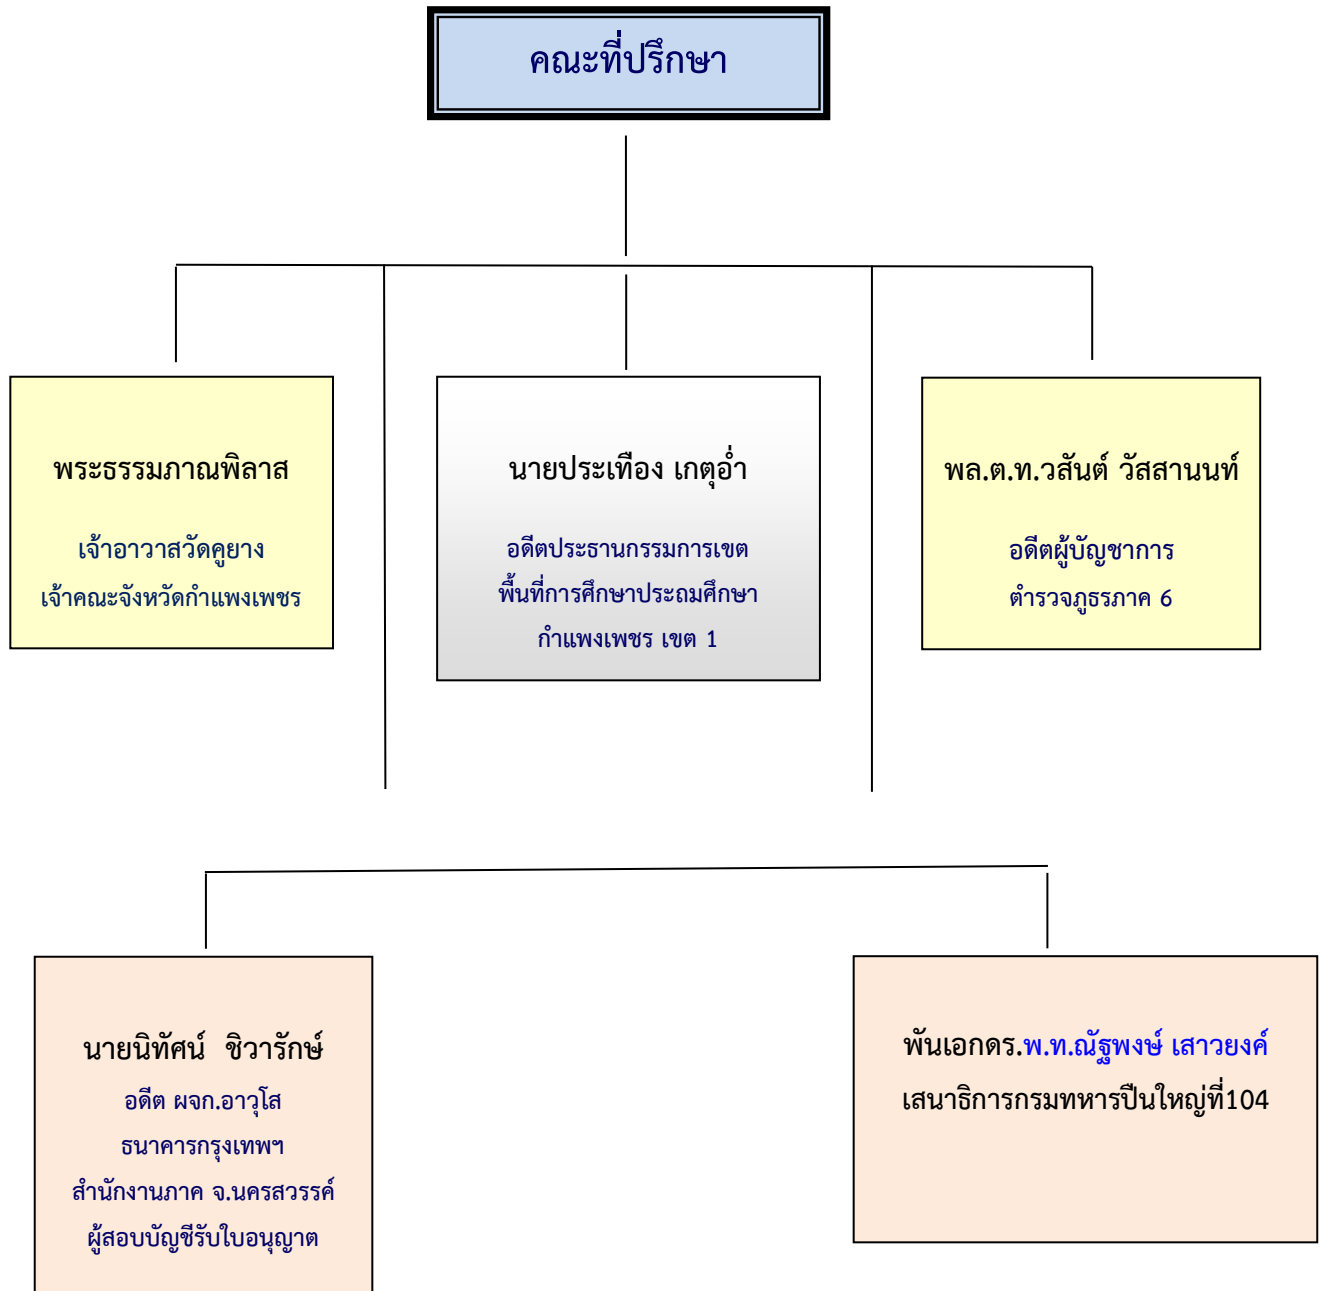 คณะที่ปรึกษา
พระธรรมภาณพิลาส
เจ้าอาวาสวัดคูยาง
เจ้าคณะจังหวัดกำแพงเพชร
นายประเทือง เกตุอ่ำ
อดีตประธานกรรมการเขต
พื้นที่การศึกษาประถมศึกษา
กำแพงเพชร เขต 1
พล.ต.ท.วสันต์ วัสสานนท์
อดีตผู้บัญชาการ
ตำรวจภูธรภาค 6
นายนิทัศน์ ชิวารักษ์
อดีต ผจก.อาวุโส
ธนาคารกรุงเทพฯ
สำนักงานภาค จ.นครสวรรค์
ผู้สอบบัญชีรับใบอนุญาต
พันเอกดร.พ.ท.ณัฐพงษ์ เสาวยงค์
เสนาธิการกรมทหารปืนใหญ่ที่104